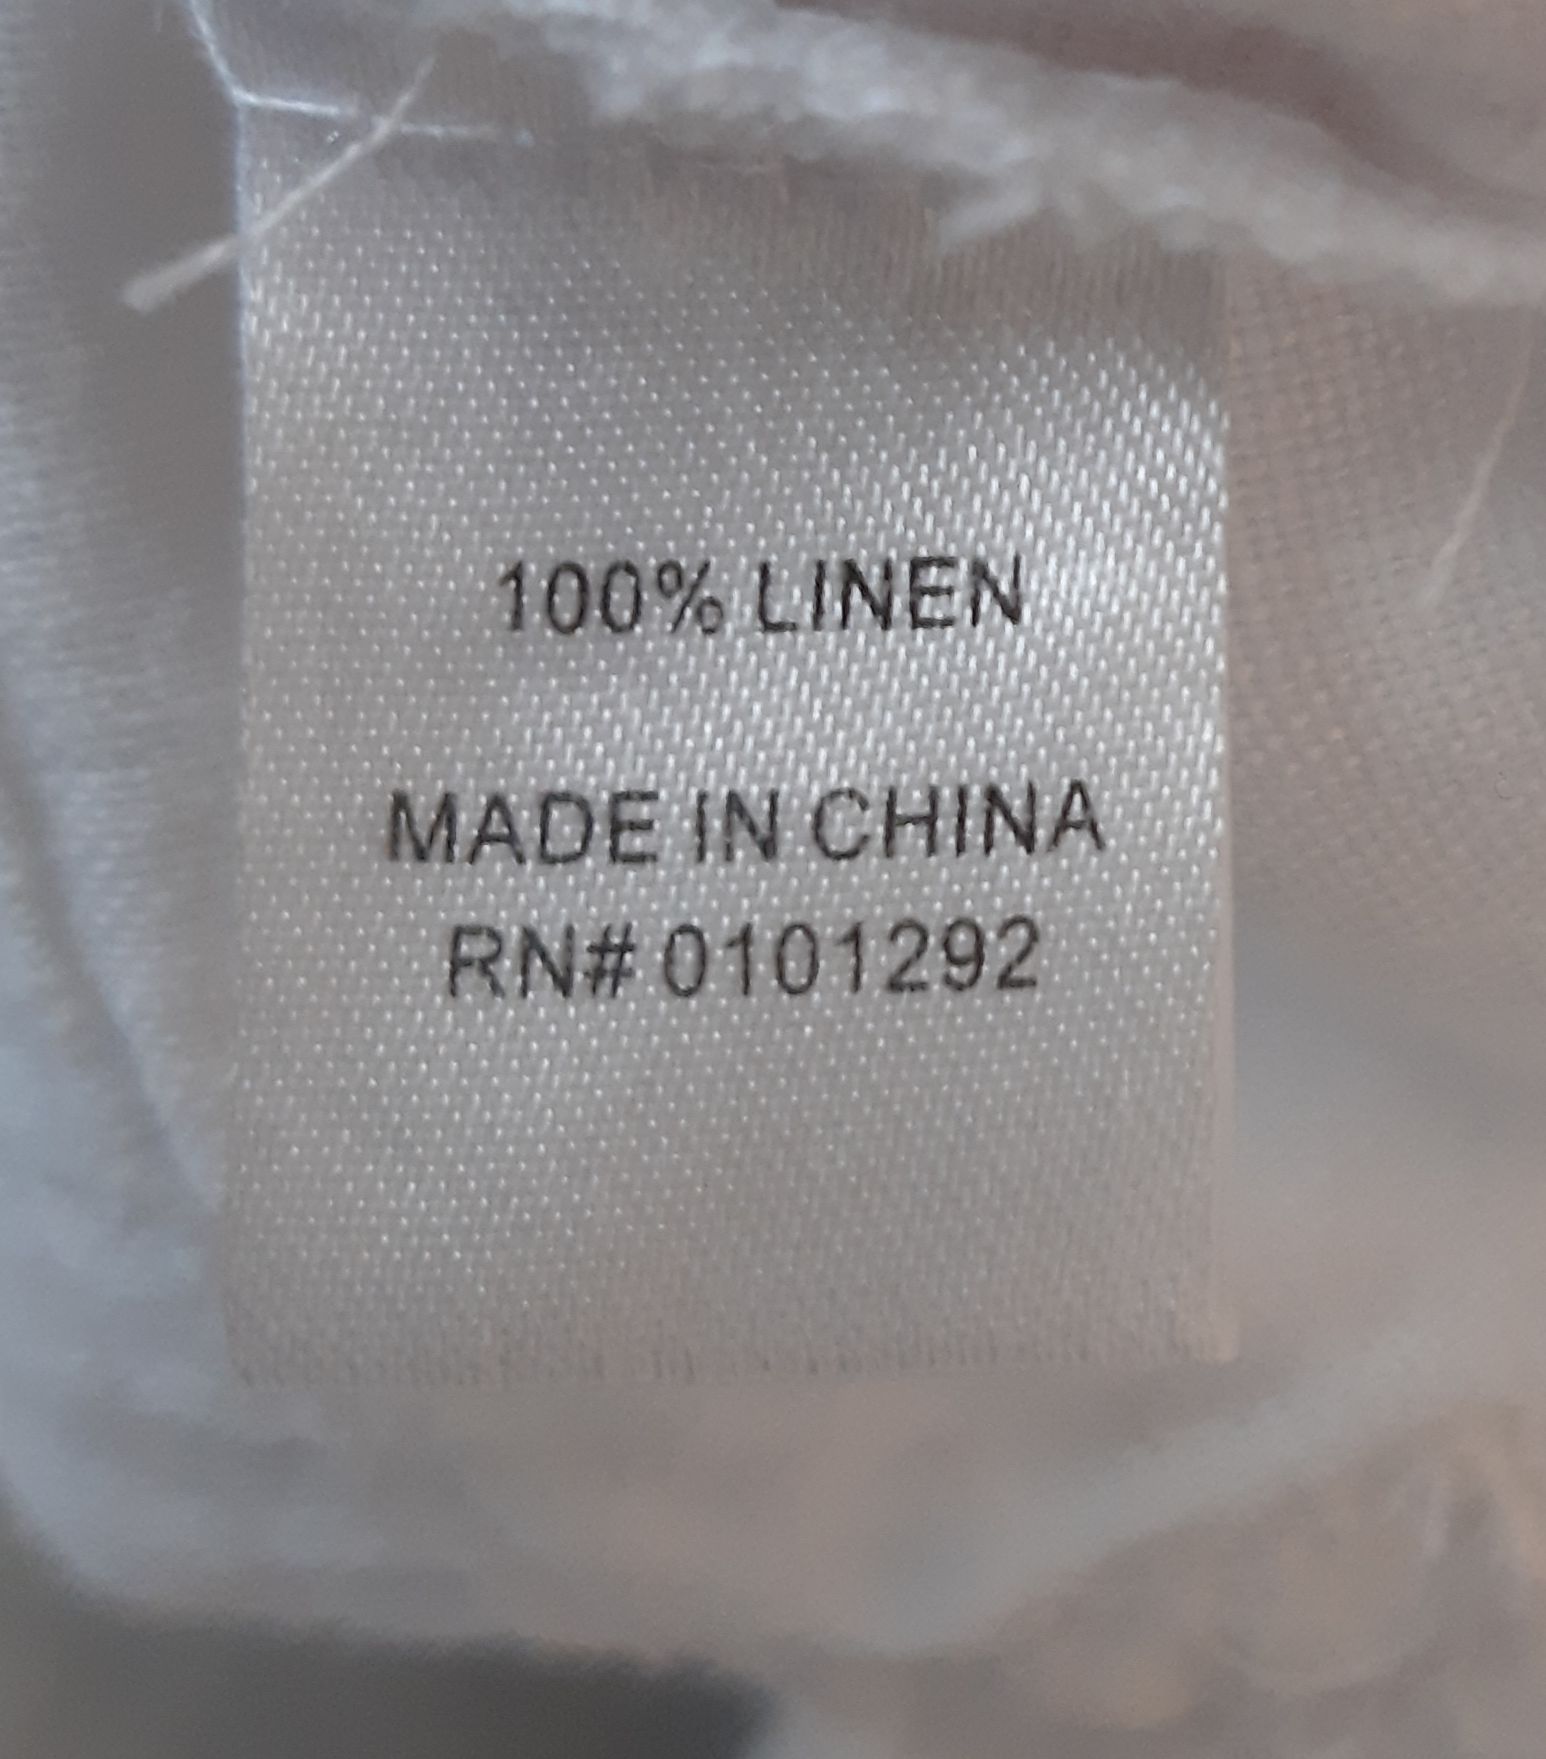 100% LINEN
MADE IN CHINA
RN# 0101292